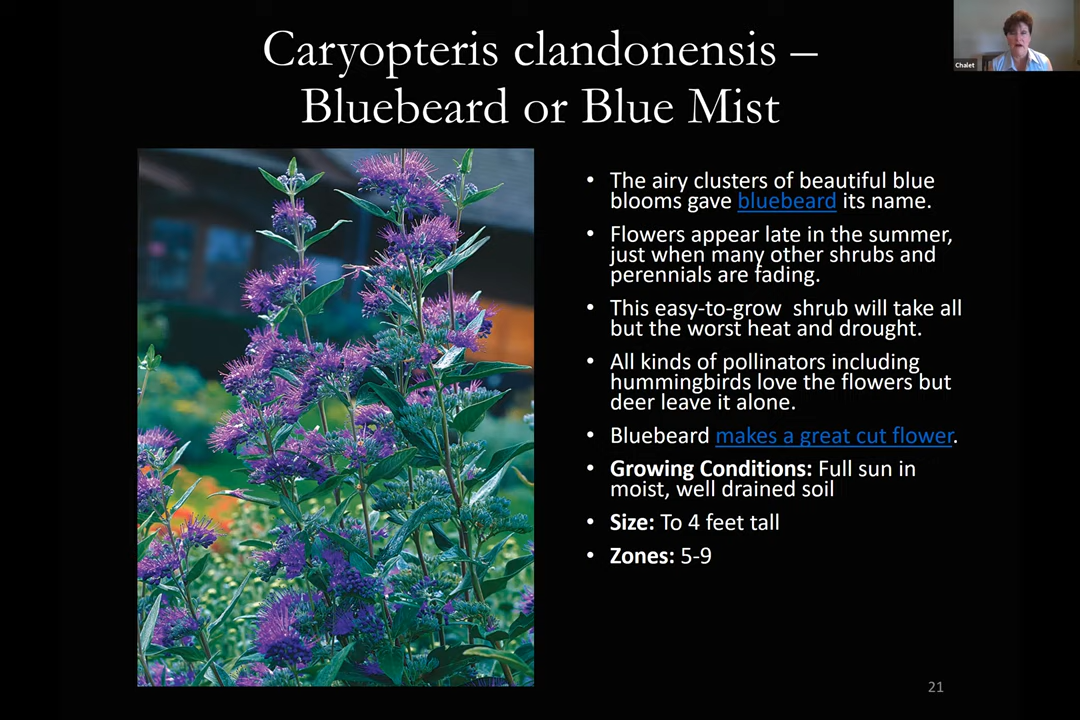 Caryopteris clandonensis –
Bluebeard or Blue Mist
Chalet
• The airy clusters of beautiful blue
blooms gave bluebeard its name.
• Flowers appear late in the summer,
just when many other shrubs and
perennials are fading.
• This easy-to-grow  shrub will take all
but the worst heat and drought.
• All kinds of pollinators including
hummingbirds love the flowers but
deer leave it alone.
• Bluebeard makes a great cut flower.
• Growing Conditions: Full sun in
moist, well drained soil
• Size: To 4 feet tall
• Zones: 5-9
21